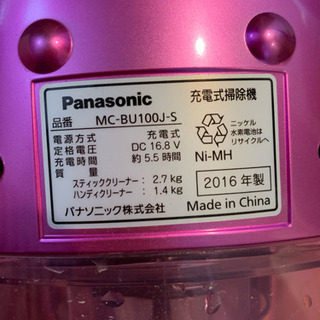 Panasonic 充電式掃除機
品番 MC-BU100J-S
電源方式 充電式
定格電圧 DC 16.8 V
充電時間 約 5.5 時間
質量
スティッククリーナー：2.7 kg
ハンディクリーナー：1.4 kg
パナソニック株式会社
ニッケル
水素電池は
リサイクルへ
Ni-MH
2016 年製
Made in China